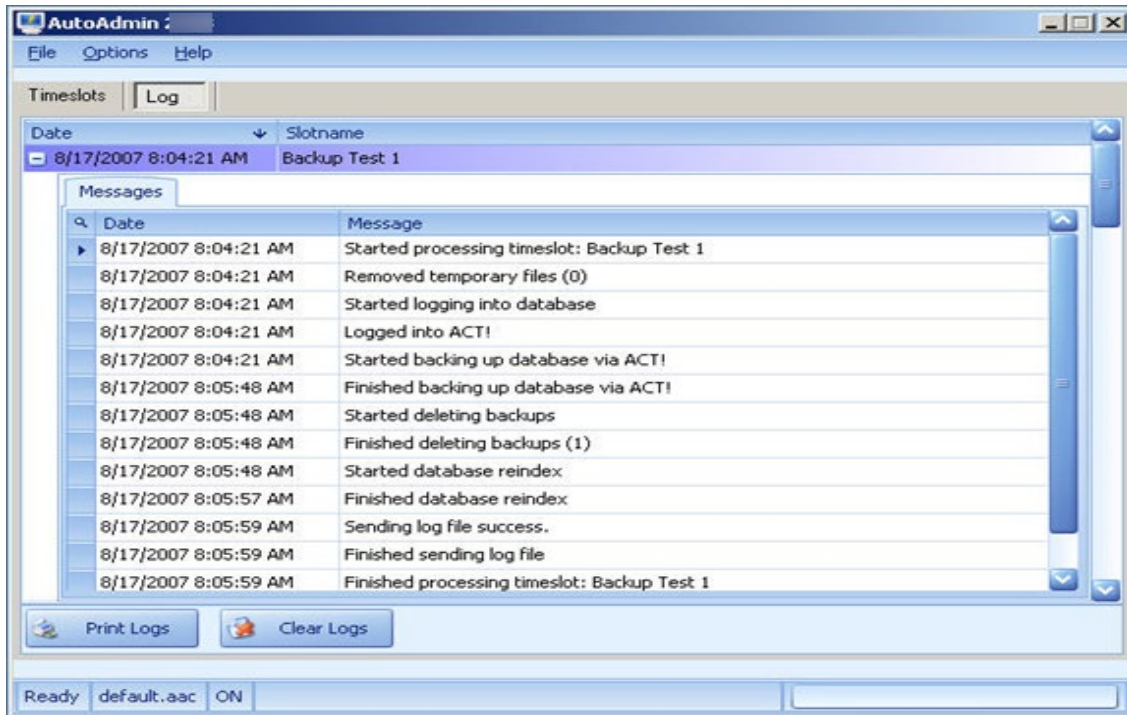 AutoAdmin
File Options Help
Timeslots Log
Date Slotname
8/17/2007 8:04:21 AM Backup Test 1
Messages
Date Message
8/17/2007 8:04:21 AM Started processing timeslot: Backup Test 1
8/17/2007 8:04:21 AM Removed temporary files (0)
8/17/2007 8:04:21 AM Started logging into database
8/17/2007 8:04:21 AM Logged into ACT!
8/17/2007 8:04:21 AM Started backing up database via ACT!
8/17/2007 8:05:48 AM Finished backing up database via ACT!
8/17/2007 8:05:48 AM Started deleting backups
8/17/2007 8:05:48 AM Finished deleting backups (1)
8/17/2007 8:05:48 AM Started database reindex
8/17/2007 8:05:57 AM Finished database reindex
8/17/2007 8:05:59 AM Sending log file success.
8/17/2007 8:05:59 AM Finished sending log file
8/17/2007 8:05:59 AM Finished processing timeslot: Backup Test 1
Print Logs Clear Logs
Ready default.aac ON